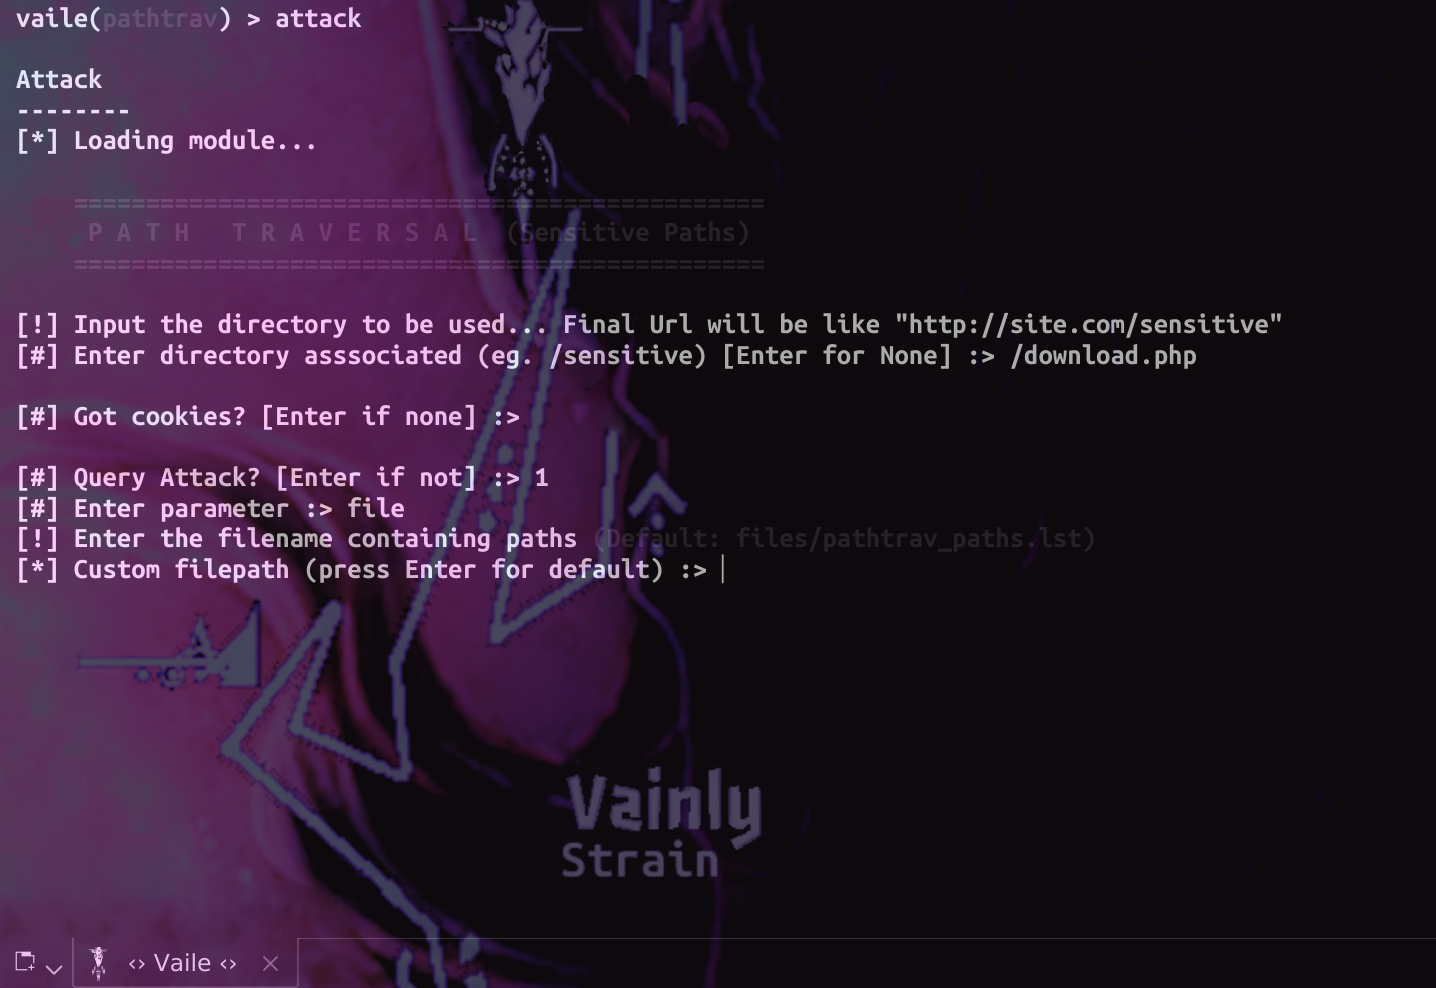 vaile(pathtrav) > attack
Attack
--------
[*] Loading module...
================================================
P A T H   T R A V E R S A L  (Sensitive Paths)
================================================
[!] Input the directory to be used... Final Url will be like "http://site.com/sensitive"
[#] Enter directory asssociated (eg. /sensitive) [Enter for None] :> /download.php
[#] Got cookies? [Enter if none] :>
[#] Query Attack? [Enter if not] :> 1
[#] Enter parameter :> file
[!] Enter the filename containing paths (Default: files/pathtrav_paths.lst)
[*] Custom filepath (press Enter for default) :>
Vainly
Strain
‹› Vaile ‹›